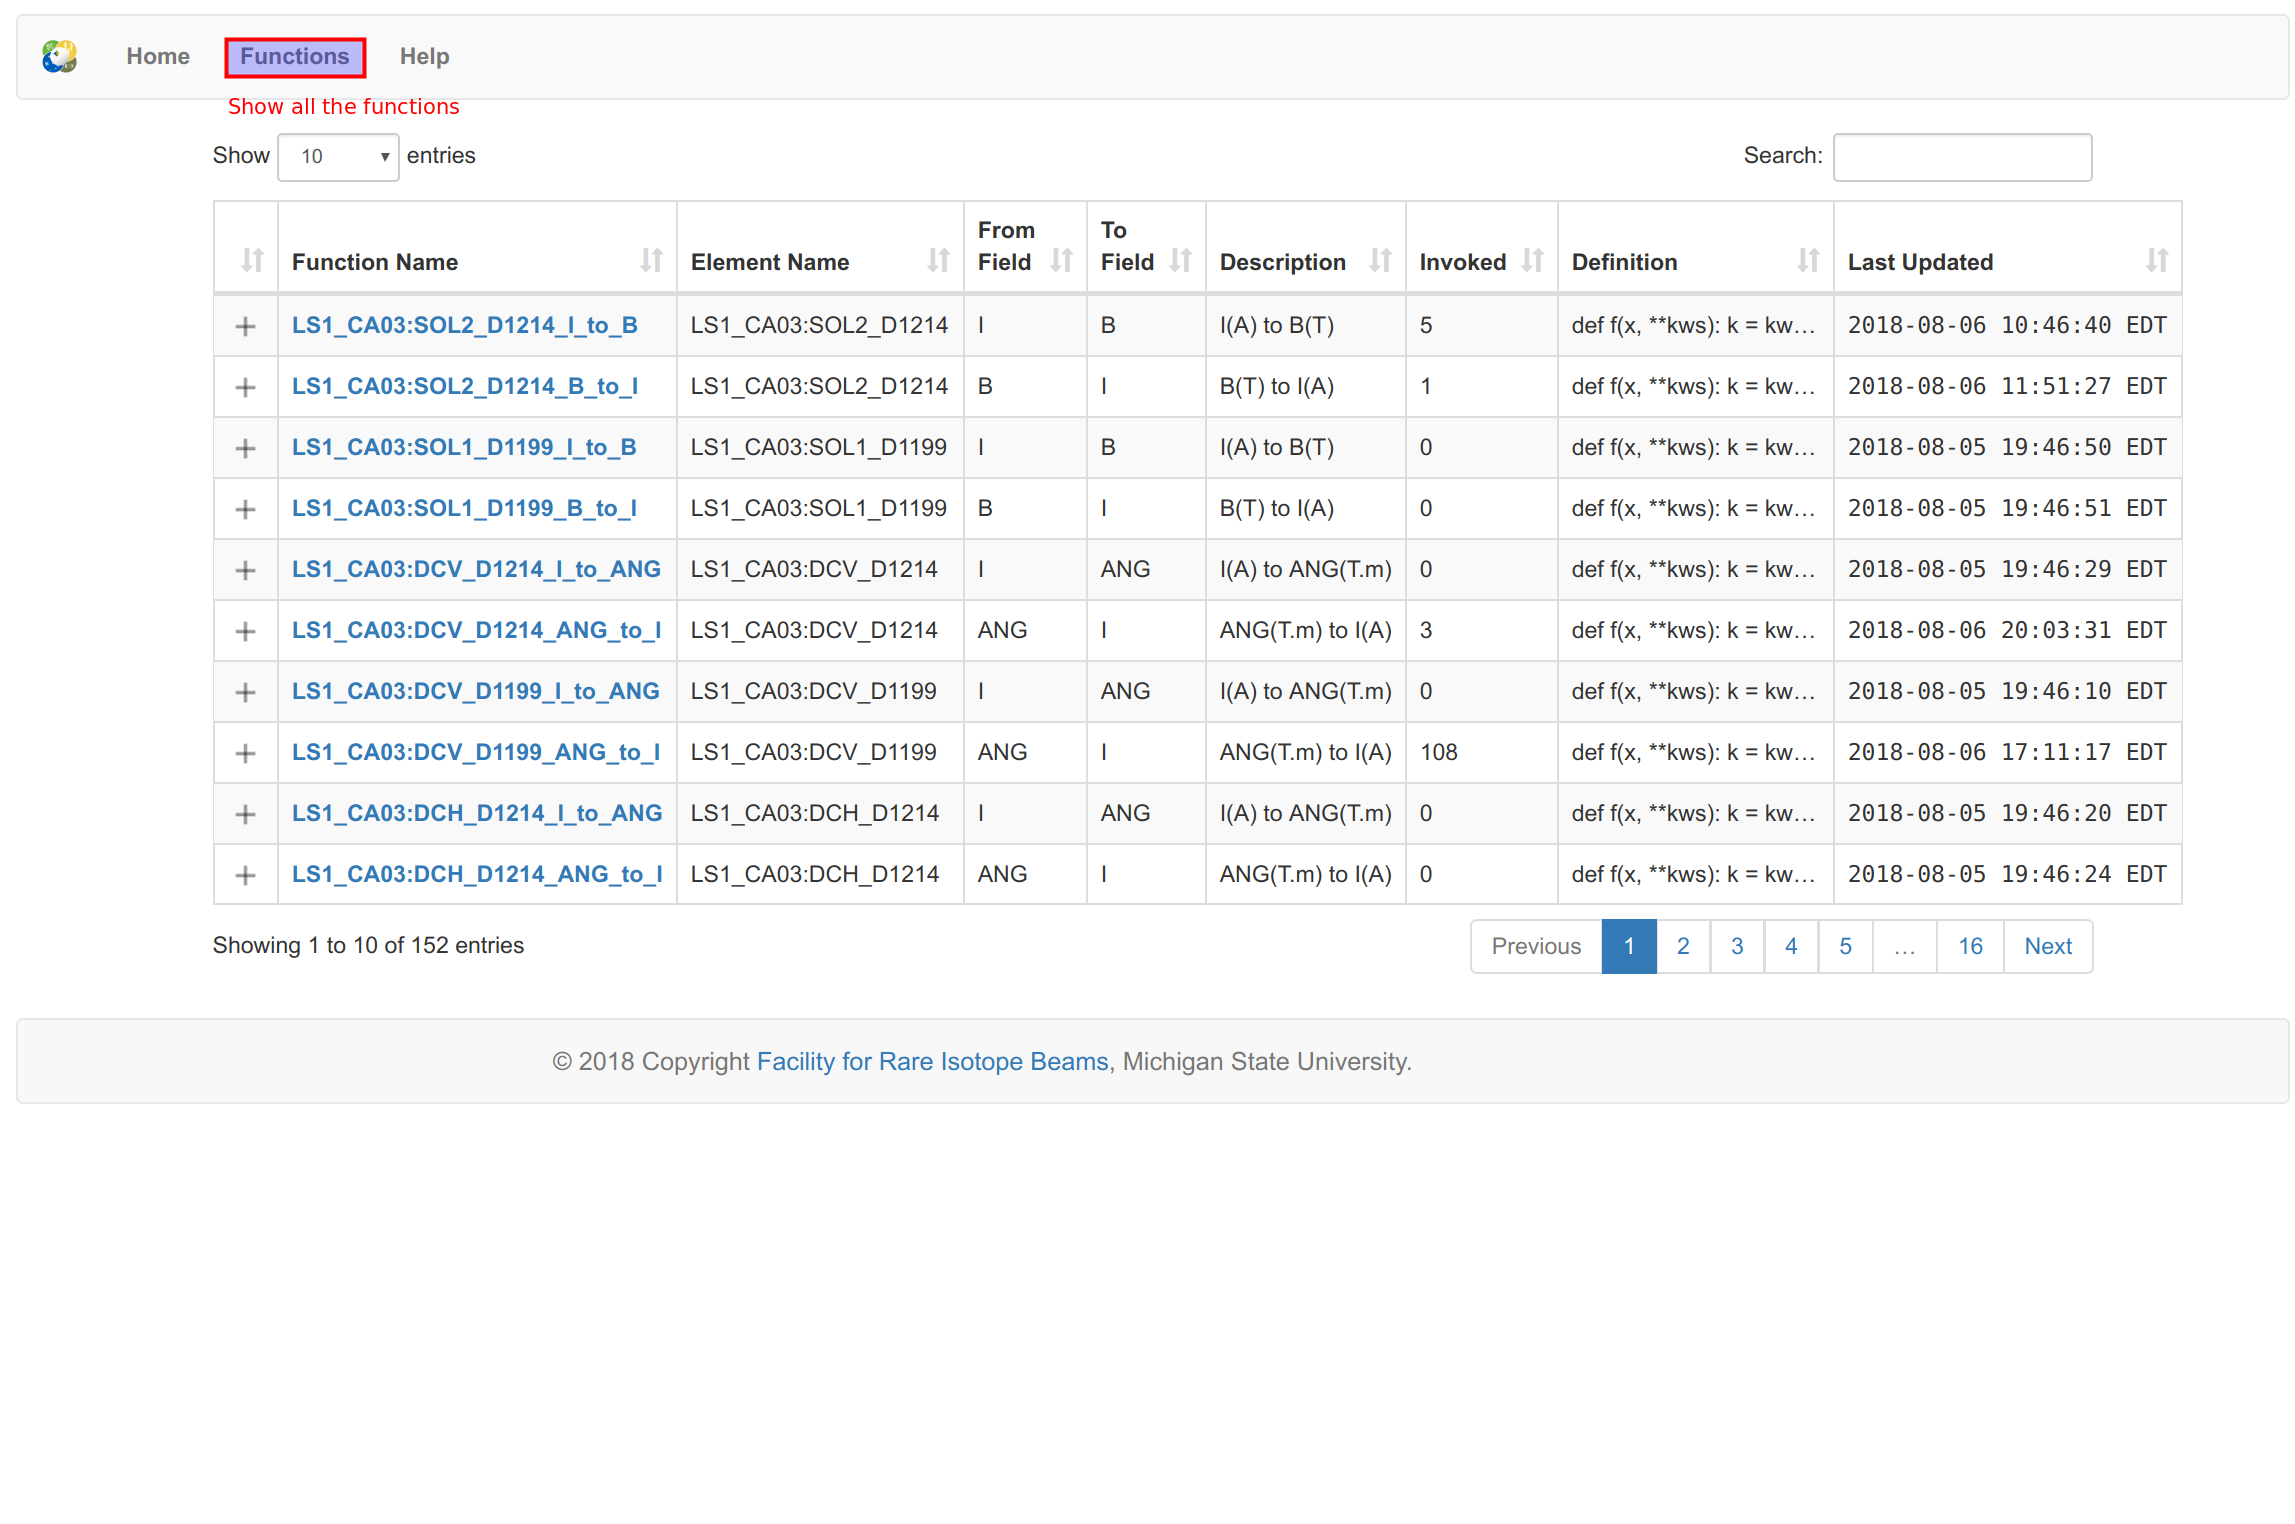 Home Functions Help
Show all the functions
Show 10 entries Search:
Function Name Element Name From Field To Field Description Invoked Definition Last Updated
LS1_CA03:SOL2_D1214_I_to_B LS1_CA03:SOL2_D1214 I B I(A) to B(T) 5 def f(x, **kws): k = kw… 2018-08-06 10:46:40 EDT
LS1_CA03:SOL2_D1214_B_to_I LS1_CA03:SOL2_D1214 B I B(T) to I(A) 1 def f(x, **kws): k = kw… 2018-08-06 11:51:27 EDT
LS1_CA03:SOL1_D1199_I_to_B LS1_CA03:SOL1_D1199 I B I(A) to B(T) 0 def f(x, **kws): k = kw… 2018-08-05 19:46:50 EDT
LS1_CA03:SOL1_D1199_B_to_I LS1_CA03:SOL1_D1199 B I B(T) to I(A) 0 def f(x, **kws): k = kw… 2018-08-05 19:46:51 EDT
LS1_CA03:DCV_D1214_I_to_ANG LS1_CA03:DCV_D1214 I ANG I(A) to ANG(T.m) 0 def f(x, **kws): k = kw… 2018-08-05 19:46:29 EDT
LS1_CA03:DCV_D1214_ANG_to_I LS1_CA03:DCV_D1214 ANG I ANG(T.m) to I(A) 3 def f(x, **kws): k = kw… 2018-08-06 20:03:31 EDT
LS1_CA03:DCV_D1199_I_to_ANG LS1_CA03:DCV_D1199 I ANG I(A) to ANG(T.m) 0 def f(x, **kws): k = kw… 2018-08-05 19:46:10 EDT
LS1_CA03:DCV_D1199_ANG_to_I LS1_CA03:DCV_D1199 ANG I ANG(T.m) to I(A) 108 def f(x, **kws): k = kw… 2018-08-06 17:11:17 EDT
LS1_CA03:DCH_D1214_I_to_ANG LS1_CA03:DCH_D1214 I ANG I(A) to ANG(T.m) 0 def f(x, **kws): k = kw… 2018-08-05 19:46:20 EDT
LS1_CA03:DCH_D1214_ANG_to_I LS1_CA03:DCH_D1214 ANG I ANG(T.m) to I(A) 0 def f(x, **kws): k = kw… 2018-08-05 19:46:24 EDT
Showing 1 to 10 of 152 entries Previous 1 2 3 4 5 … 16 Next
© 2018 Copyright Facility for Rare Isotope Beams, Michigan State University.